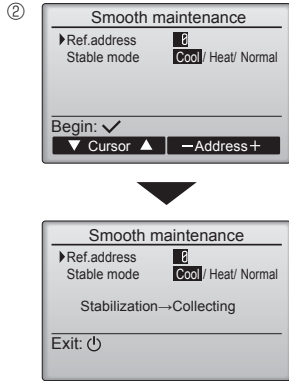 ②
Smooth maintenance
▶Ref.address 0
Stable mode Cool / Heat/ Normal
Begin: ✓
▼ Cursor ▲ −Address+
Smooth maintenance
▶Ref.address 0
Stable mode Cool / Heat/ Normal
Stabilization→Collecting
Exit: ⏻